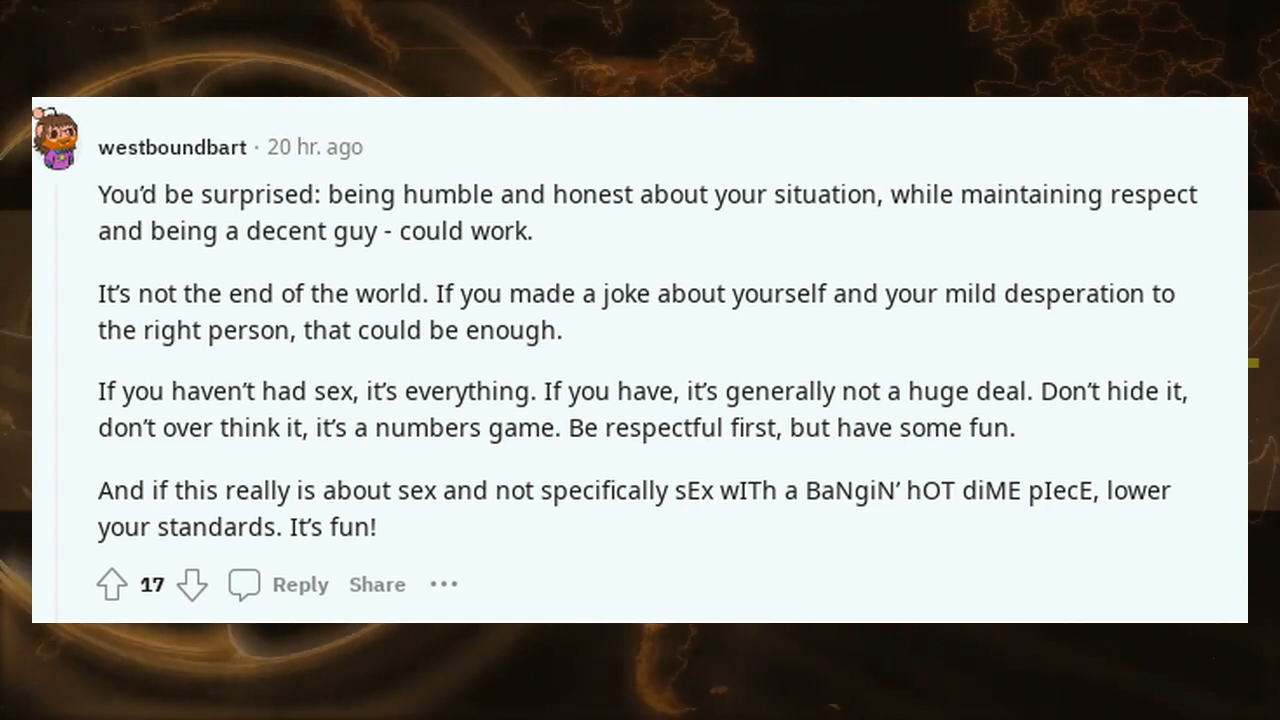 westboundbart · 20 hr. ago
You’d be surprised: being humble and honest about your situation, while maintaining respect
and being a decent guy - could work.
It’s not the end of the world. If you made a joke about yourself and your mild desperation to
the right person, that could be enough.
If you haven’t had sex, it’s everything. If you have, it’s generally not a huge deal. Don’t hide it,
don’t over think it, it’s a numbers game. Be respectful first, but have some fun.
And if this really is about sex and not specifically sEx wITh a BaNgiN’ hOT diME pIecE, lower
your standards. It’s fun!
17 Reply Share ···